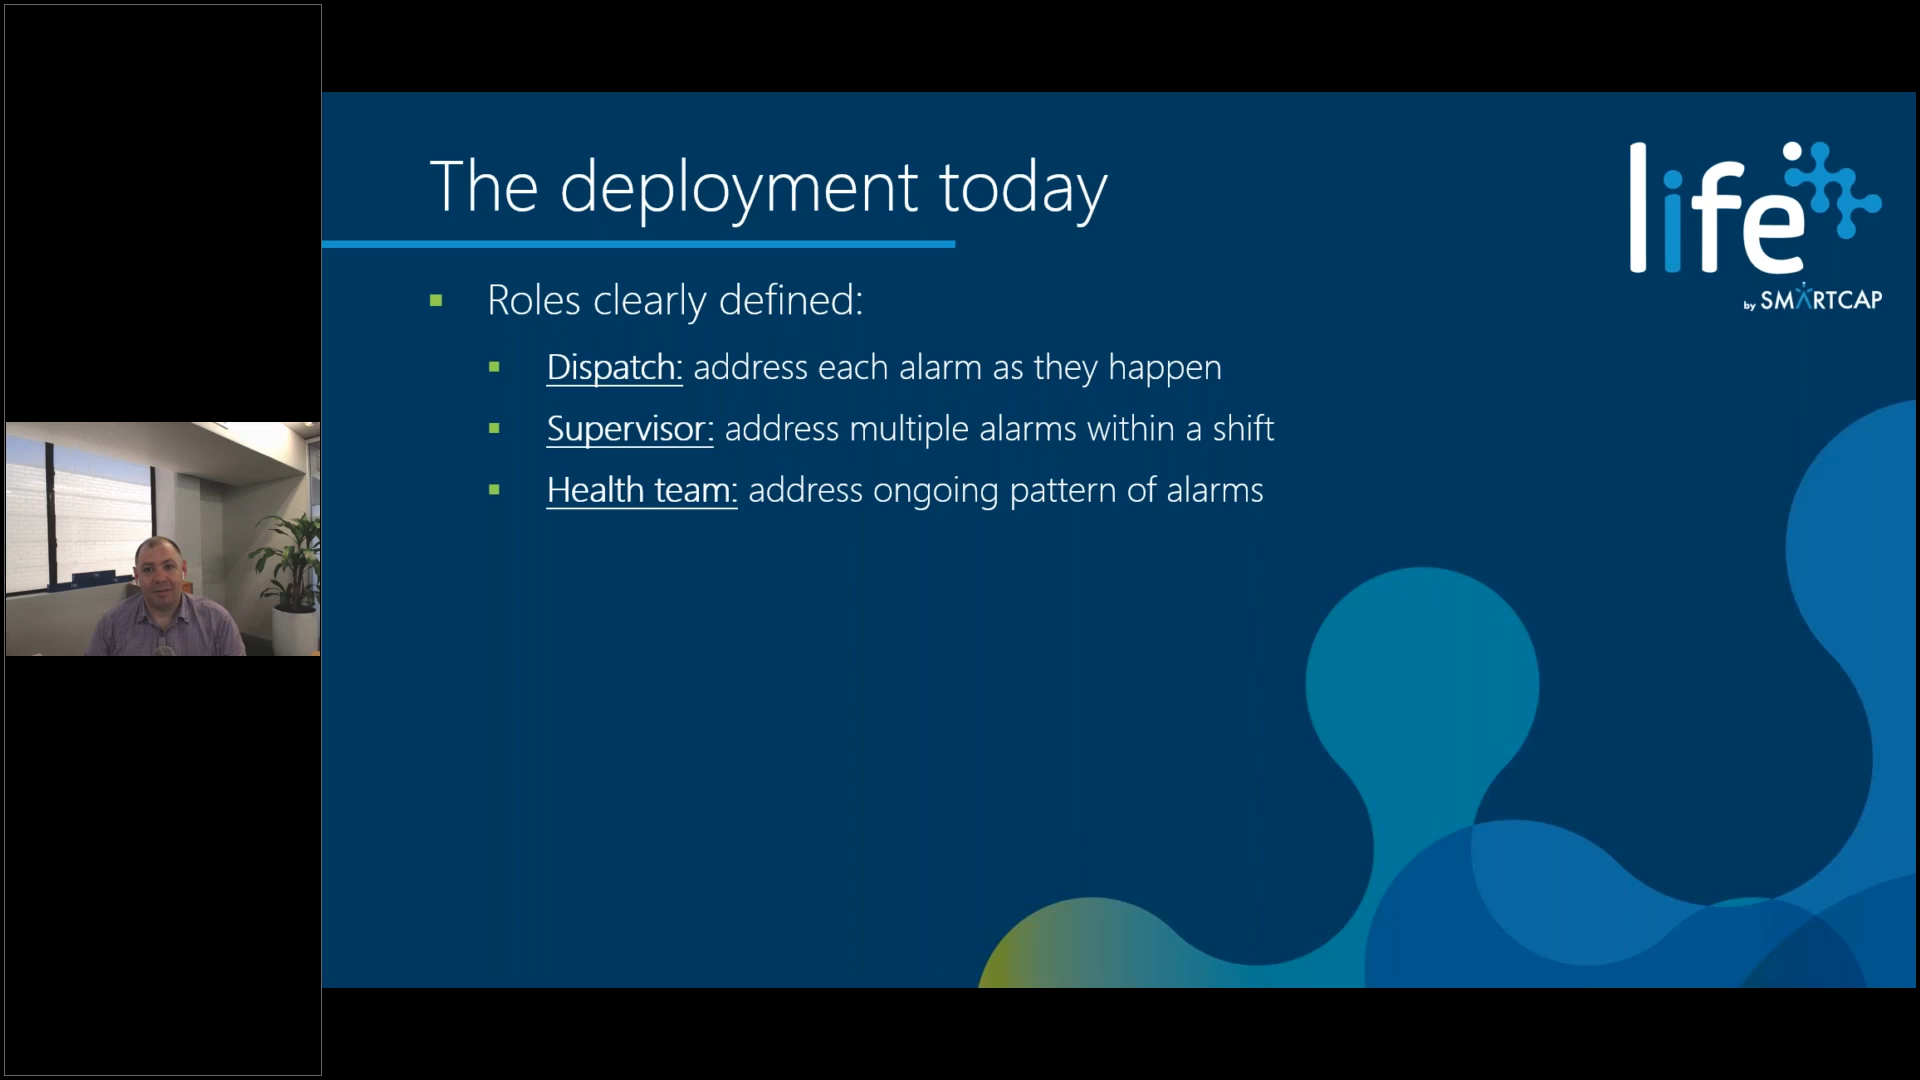 The deployment today
life
by SMARTCAP
Roles clearly defined:
Dispatch: address each alarm as they happen
Supervisor: address multiple alarms within a shift
Health team: address ongoing pattern of alarms